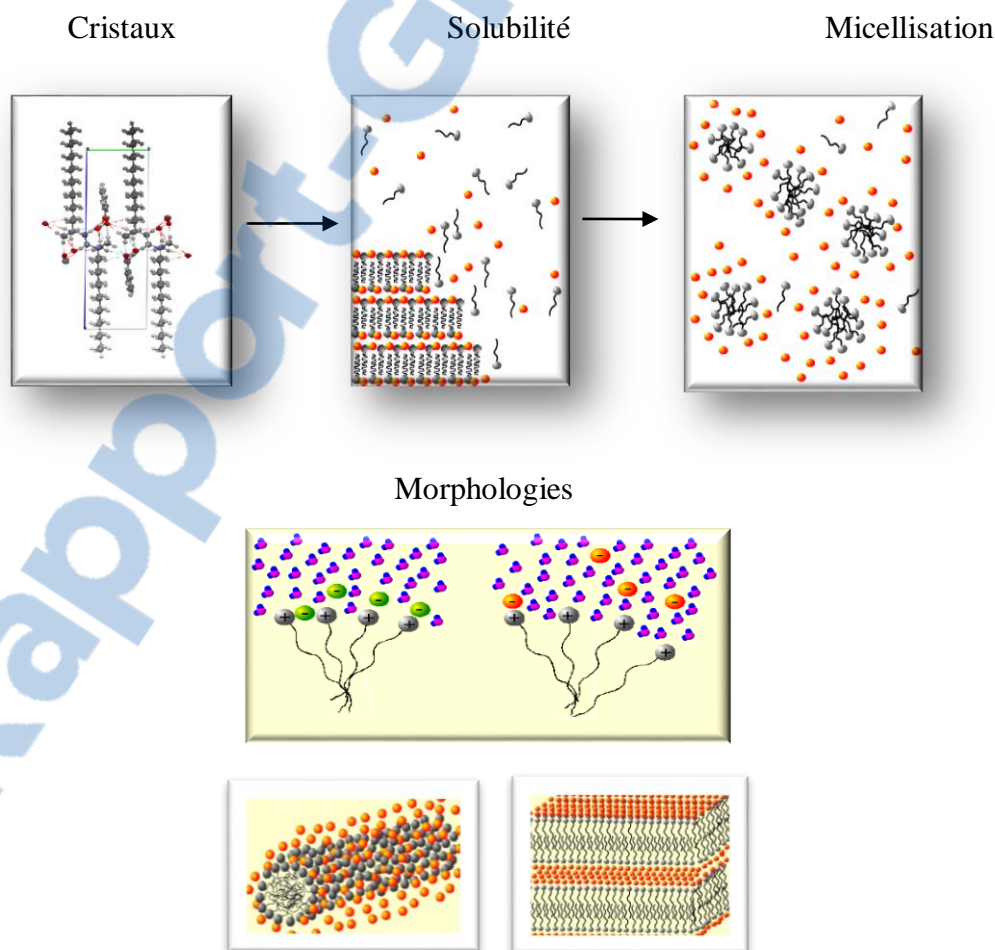 Cristaux Solubilité Micellisation
Morphologies
− − − −
+ + + +
− − − −
+ + + +